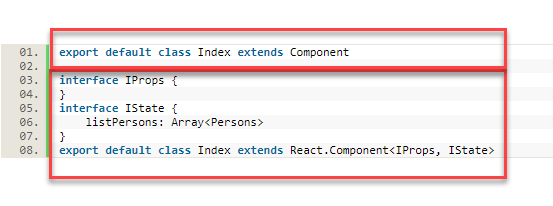 01. export default class Index extends Component
02.
03. interface IProps {
04. }
05. interface IState {
06.     listPersons: Array<Persons>
07. }
08. export default class Index extends React.Component<IProps, IState>